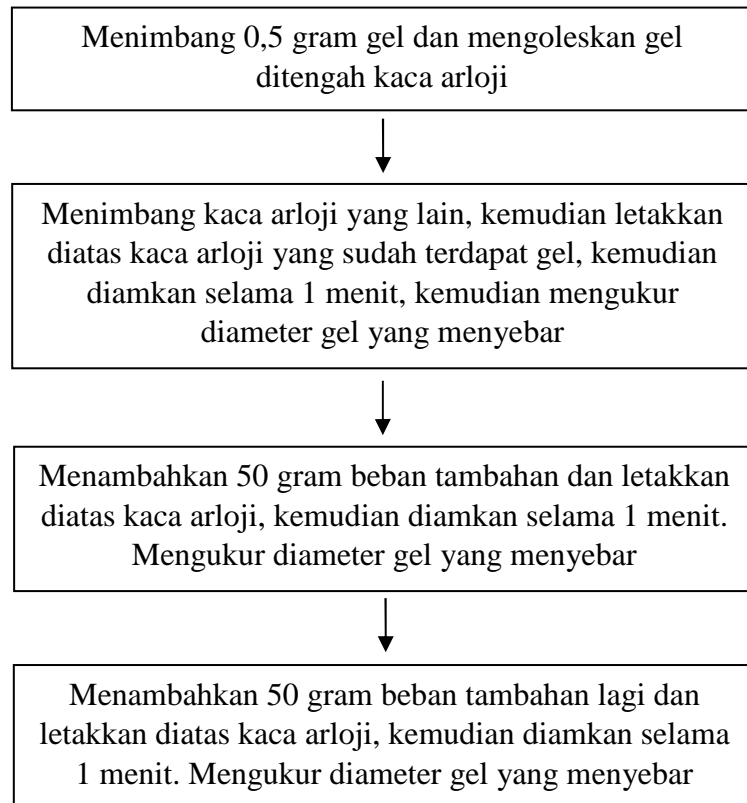 Menimbang 0,5 gram gel dan mengoleskan gel
ditengah kaca arloji
Menimbang kaca arloji yang lain, kemudian letakkan
diatas kaca arloji yang sudah terdapat gel, kemudian
diamkan selama 1 menit, kemudian mengukur
diameter gel yang menyebar
Menambahkan 50 gram beban tambahan dan letakkan
diatas kaca arloji, kemudian diamkan selama 1 menit.
Mengukur diameter gel yang menyebar
Menambahkan 50 gram beban tambahan lagi dan
letakkan diatas kaca arloji, kemudian diamkan selama
1 menit. Mengukur diameter gel yang menyebar